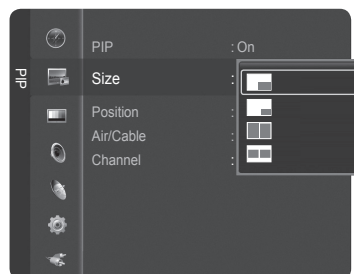 PIP
PIP : On
Size :
Position :
Air/Cable :
Channel :